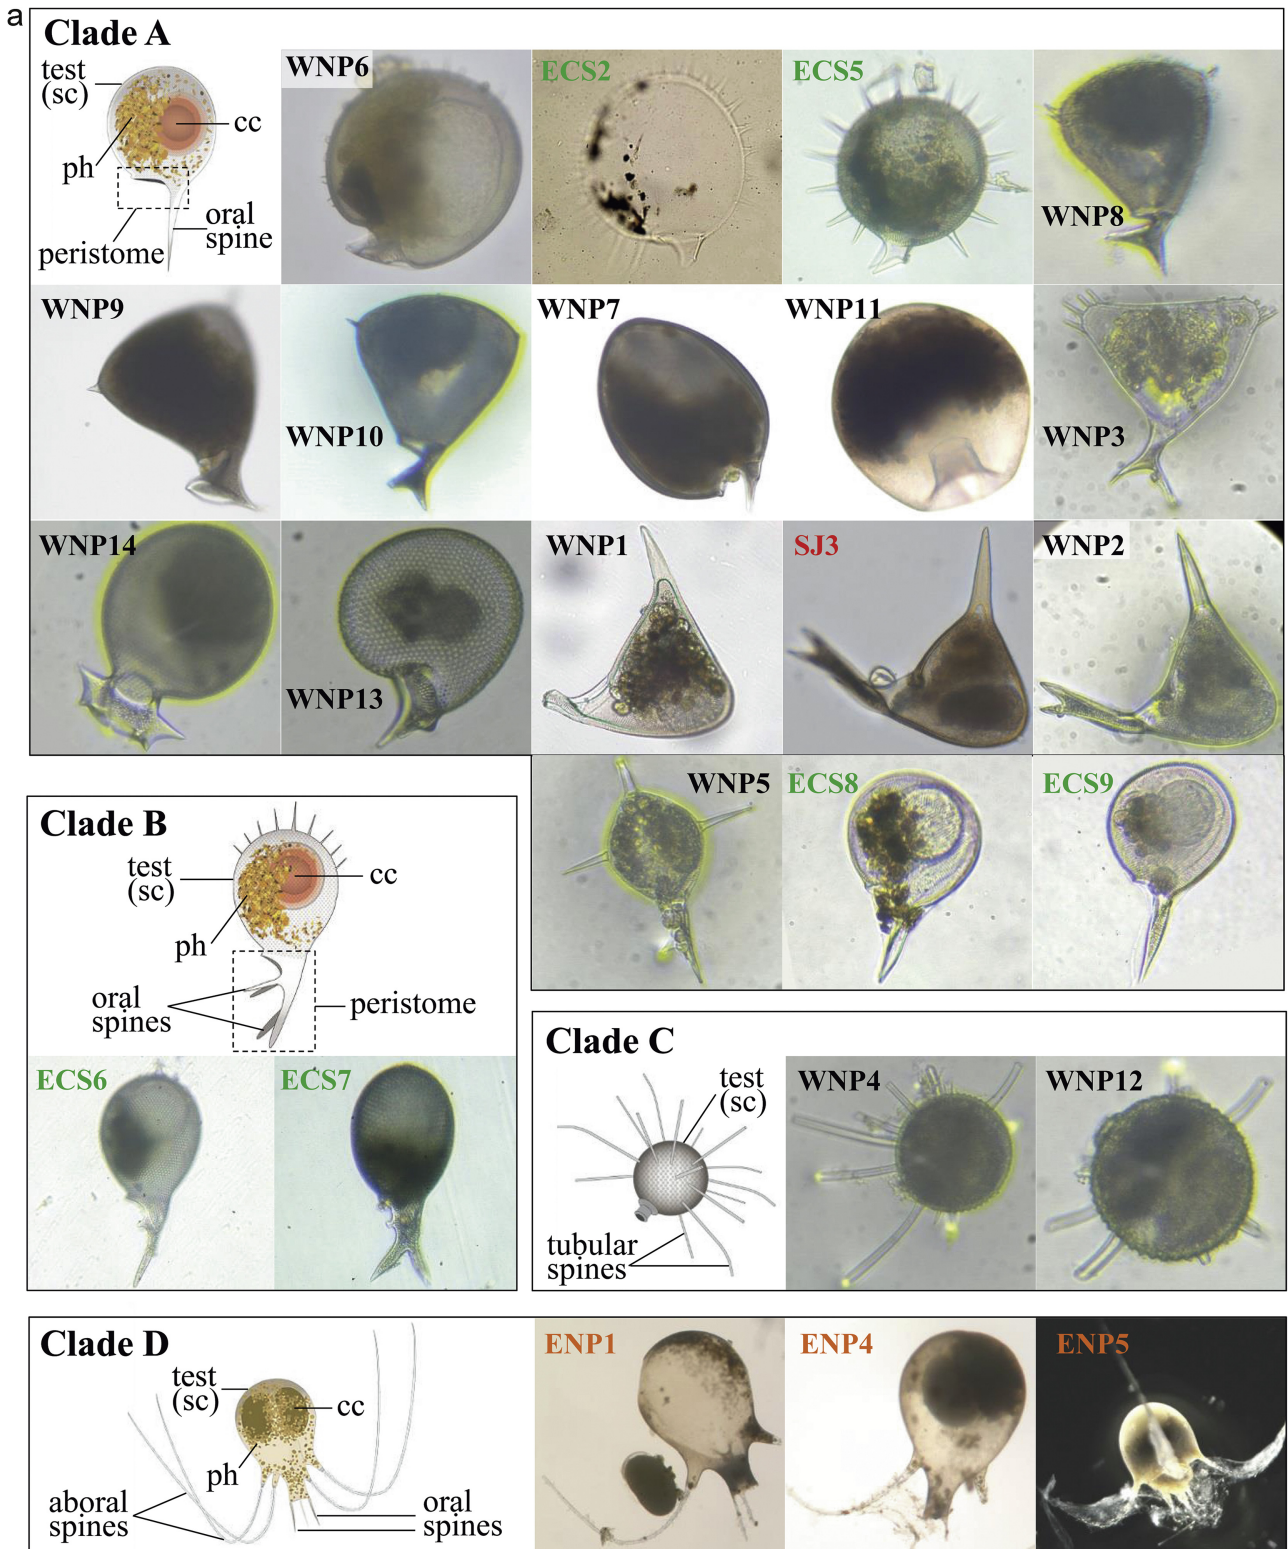 a
Clade A
test
(sc)
cc
ph
oral
spine
peristome
WNP6
ECS2
ECS5
WNP8
WNP9
WNP10
WNP7
WNP11
WNP3
WNP14
WNP13
WNP1
SJ3
WNP2
WNP5
ECS8
ECS9
Clade B
test
(sc)
cc
ph
oral
spines
peristome
ECS6
ECS7
Clade C
test
(sc)
tubular
spines
WNP4
WNP12
Clade D
test
(sc)
cc
ph
aboral
spines
oral
spines
ENP1
ENP4
ENP5